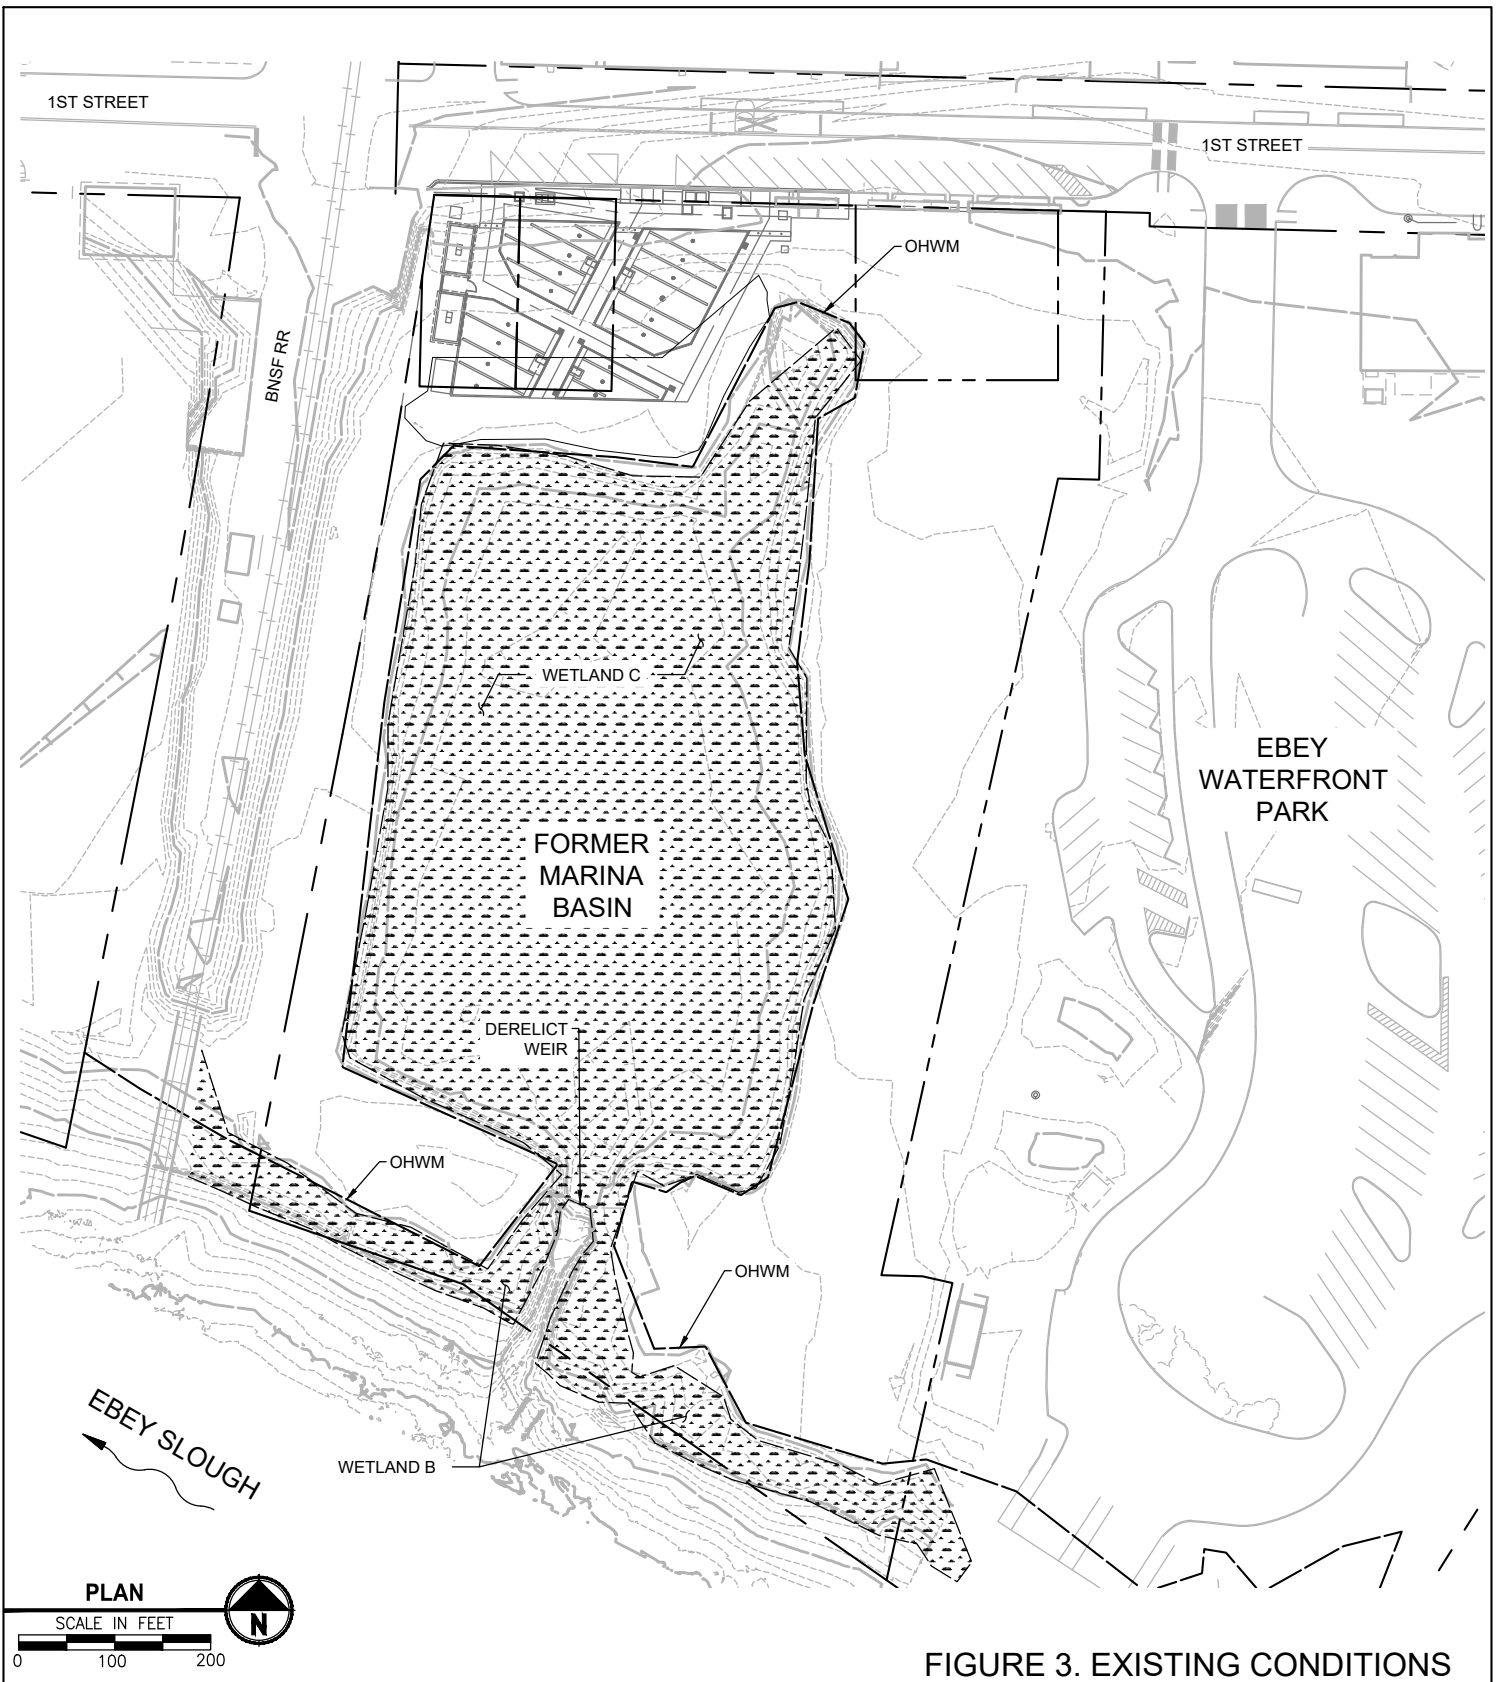 1ST STREET
1ST STREET
OHWM
BNSF RR
WETLAND C
EBEY
WATERFRONT
PARK
FORMER
MARINA
BASIN
DERELICT
WEIR
OHWM
OHWM
EBEY SLOUGH
WETLAND B
PLAN
SCALE IN FEET
0 100 200
N
FIGURE 3. EXISTING CONDITIONS